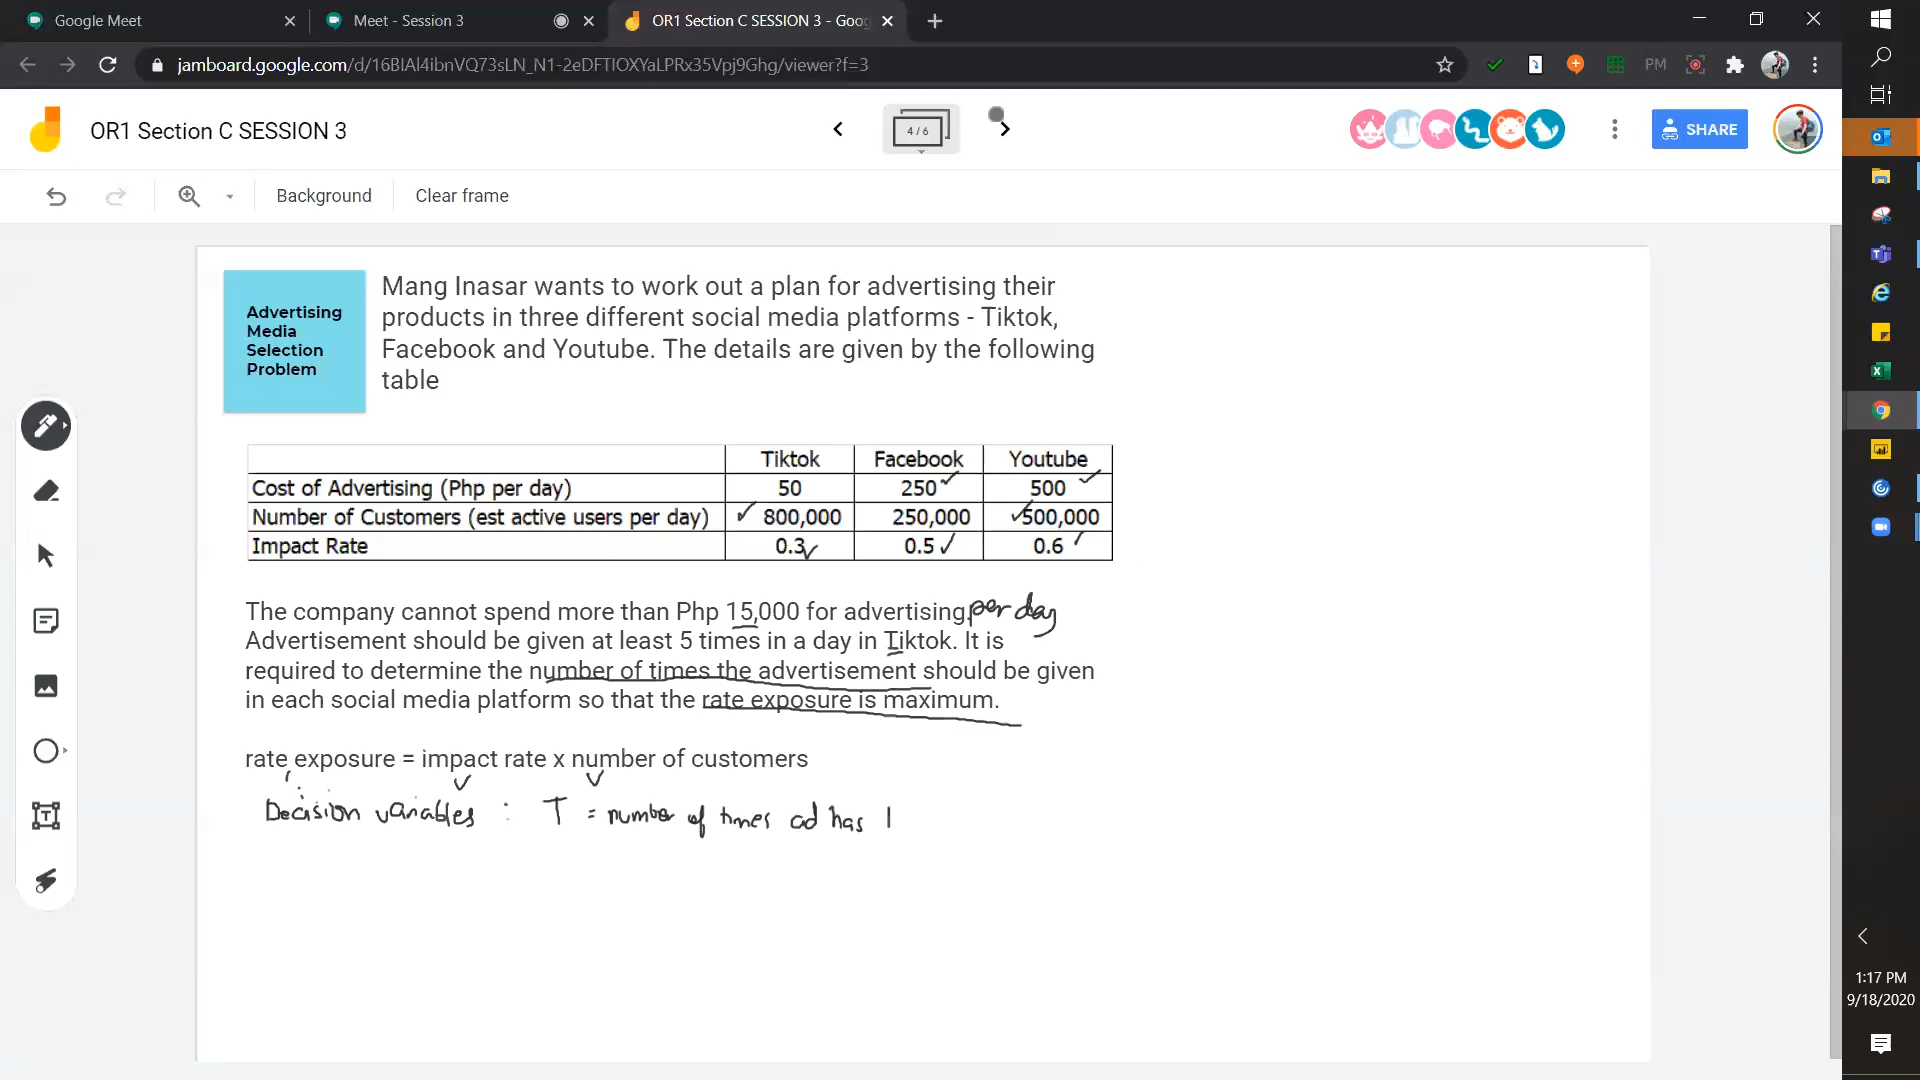 Google Meet
Meet - Session 3
OR1 Section C SESSION 3 - Goog
jamboard.google.com/d/16BIAl4ibnVQ73sLN_N1-2eDFTIOXYaLPRx35Vpj9Ghg/viewer?f=3
PM
OR1 Section C SESSION 3
4 / 6
SHARE
Background
Clear frame
Advertising
Media
Selection
Problem
Mang Inasar wants to work out a plan for advertising their
products in three different social media platforms - Tiktok,
Facebook and Youtube. The details are given by the following
table
Tiktok Facebook Youtube
Cost of Advertising (Php per day) 50 250 500
Number of Customers (est active users per day) 800,000 250,000 500,000
Impact Rate 0.3 0.5 0.6
The company cannot spend more than Php 15,000 for advertising. per day
Advertisement should be given at least 5 times in a day in Tiktok. It is
required to determine the number of times the advertisement should be given
in each social media platform so that the rate exposure is maximum.
rate exposure = impact rate x number of customers
Decision variables : T = number of times ad has l
1:17 PM
9/18/2020